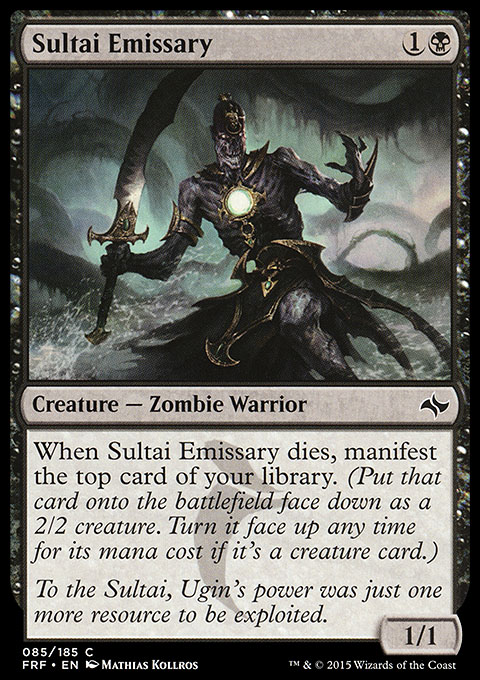 Sultai Emissary 1
Creature — Zombie Warrior
When Sultai Emissary dies, manifest
the top card of your library. (Put that
card onto the battlefield face down as a
2/2 creature. Turn it face up any time
for its mana cost if it's a creature card.)
To the Sultai, Ugin's power was just one
more resource to be exploited.
1/1
085/185 C
FRF • EN Mathias Kollros
™ & © 2015 Wizards of the Coast